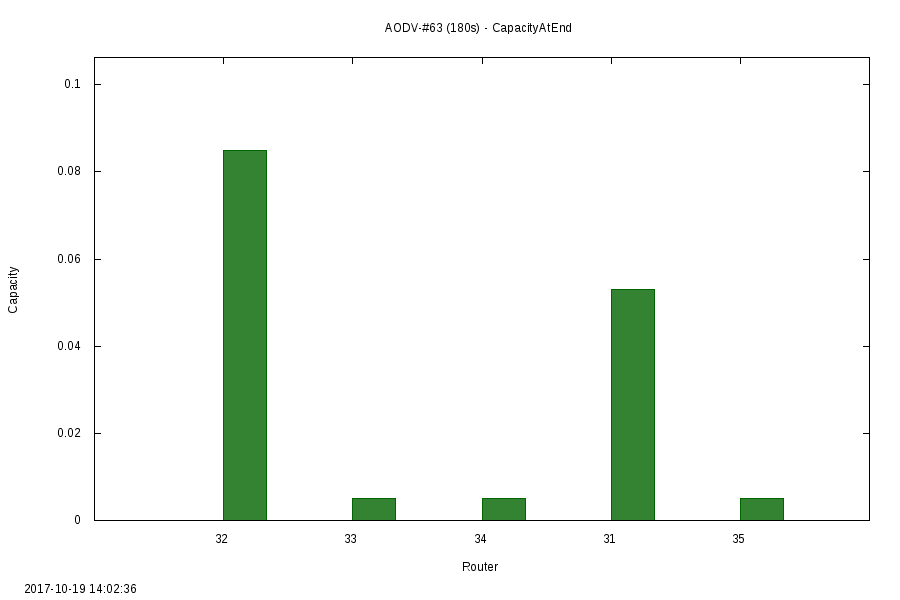 AODV-#63 (180s) - CapacityAtEnd
0.1
0.08
0.06
0.04
0.02
0
Capacity
32 33 34 31 35
Router
2017-10-19 14:02:36